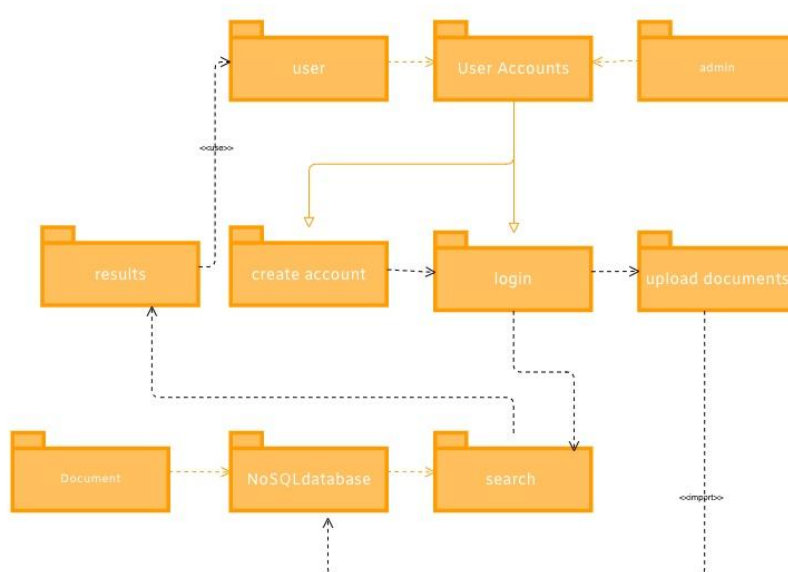 user
User Accounts
admin
<<use>>
results
create account
login
upload documents
Document
NoSQLdatabase
search
<<import>>